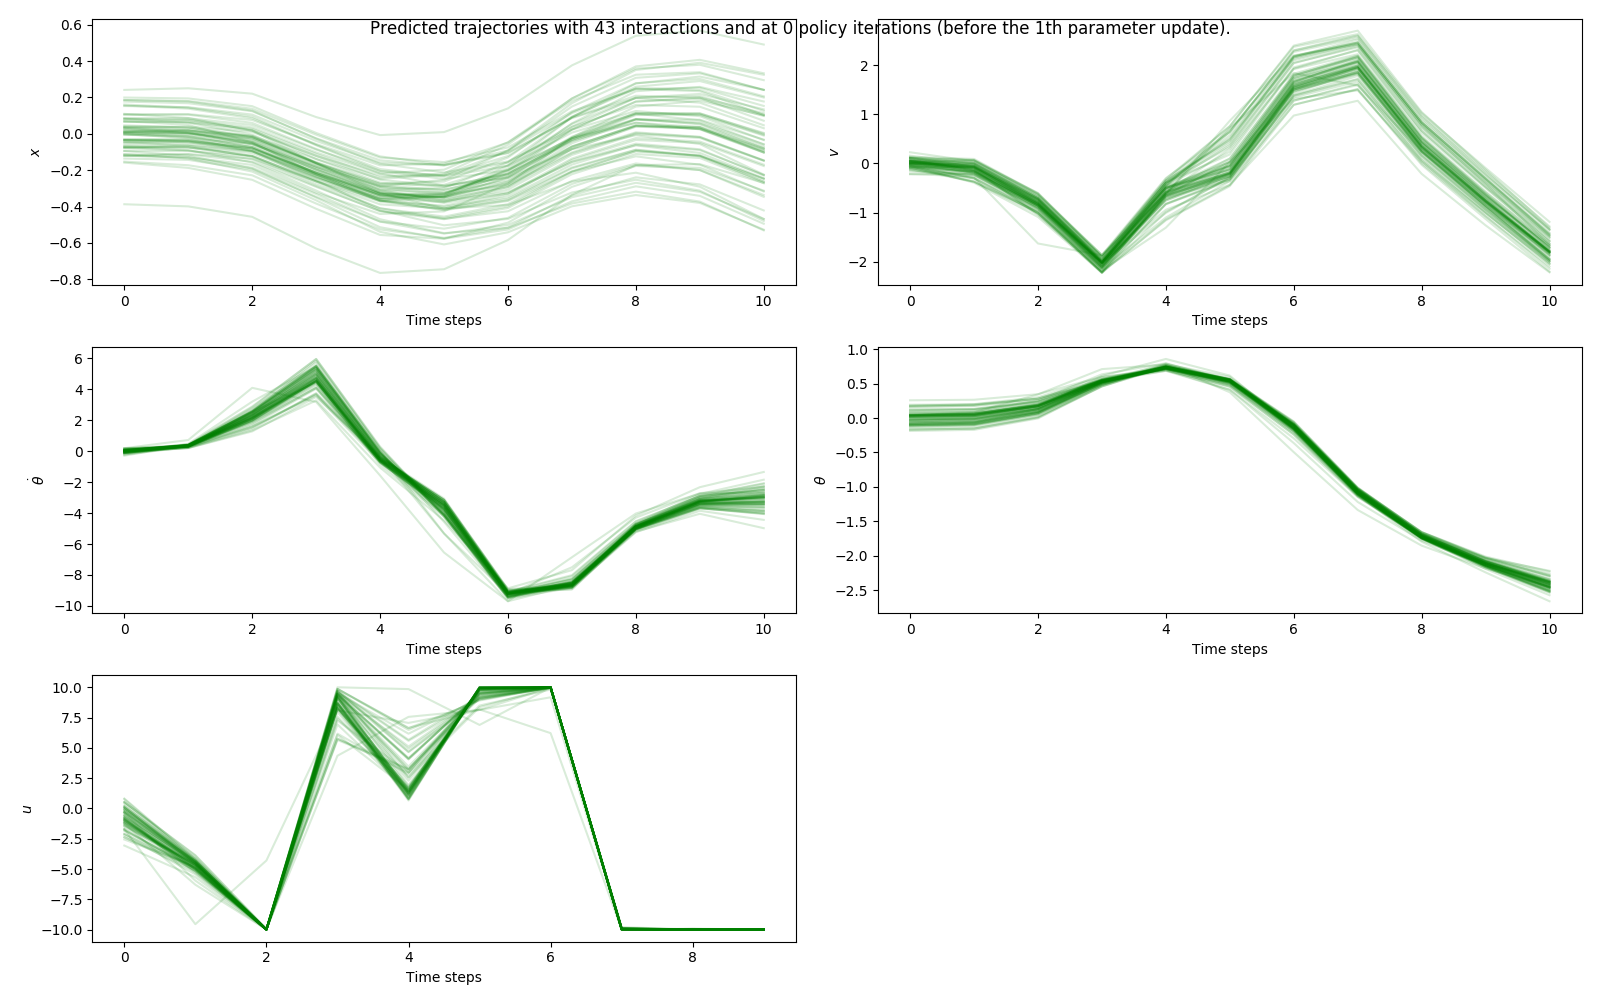 Predicted trajectories with 43 interactions and at 0 policy iterations (before the 1th parameter update).
0.6
0.4
0.2
0.0
−0.2
−0.4
−0.6
−0.8
x
0 2 4 6 8 10
Time steps
2
1
0
−1
−2
v
0 2 4 6 8 10
Time steps
6
4
2
0
−2
−4
−6
−8
−10
θ̇
0 2 4 6 8 10
Time steps
1.0
0.5
0.0
−0.5
−1.0
−1.5
−2.0
−2.5
θ
0 2 4 6 8 10
Time steps
10.0
7.5
5.0
2.5
0.0
−2.5
−5.0
−7.5
−10.0
u
0 2 4 6 8
Time steps